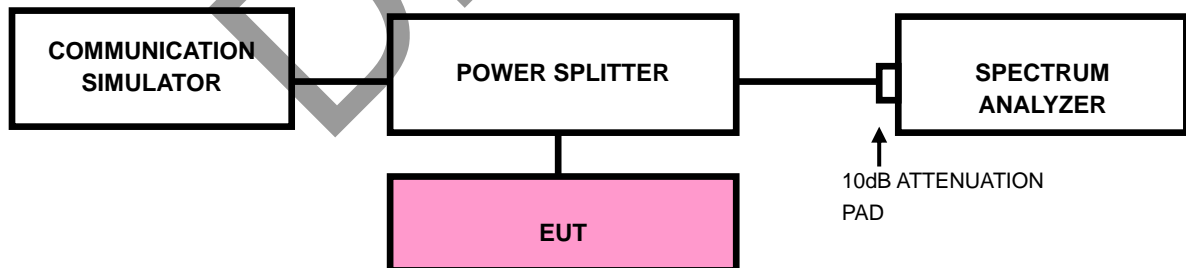 COMMUNICATION
SIMULATOR
POWER SPLITTER
SPECTRUM
ANALYZER
10dB ATTENUATION
PAD
EUT